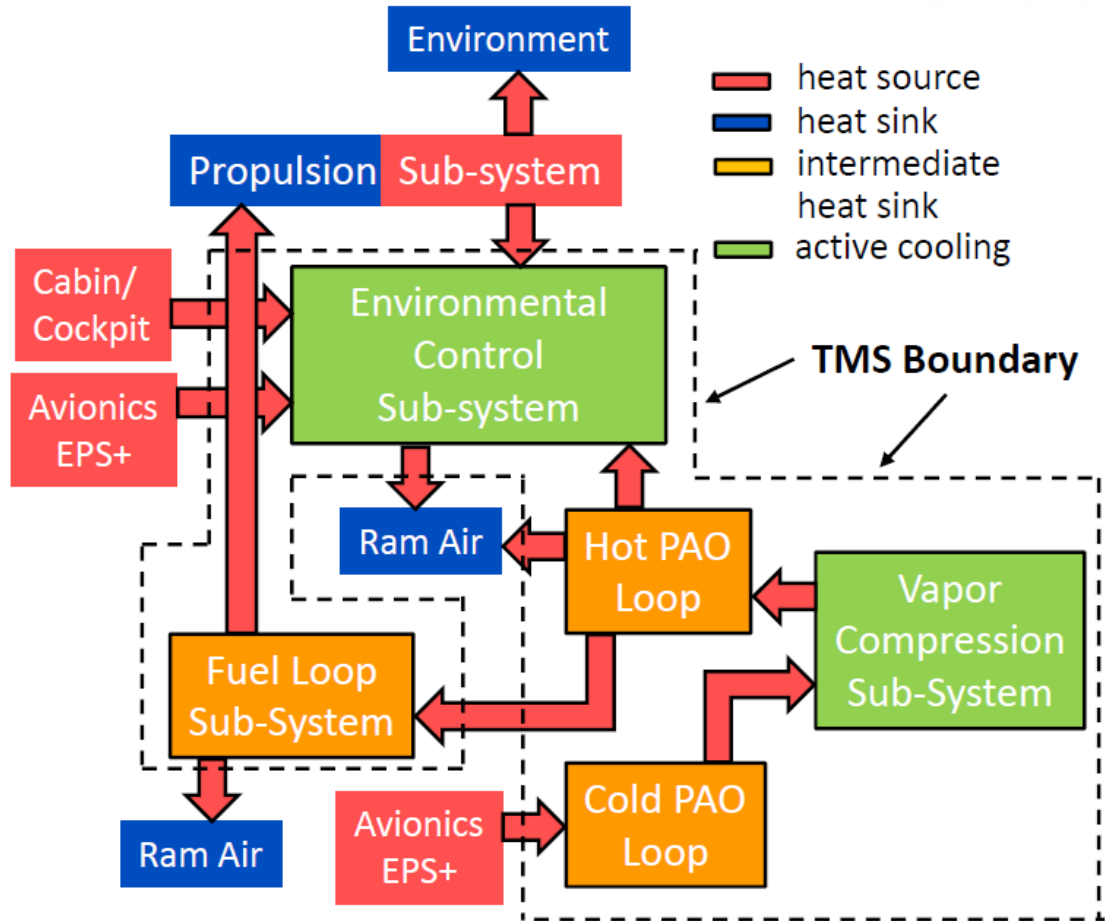 Environment
heat source
heat sink
intermediate
heat sink
active cooling
Propulsion Sub-system
Cabin/
Cockpit
Environmental
Control
Sub-system
TMS Boundary
Avionics
EPS+
Ram Air
Hot PAO
Loop
Vapor
Compression
Sub-System
Fuel Loop
Sub-System
Cold PAO
Loop
Avionics
EPS+
Ram Air